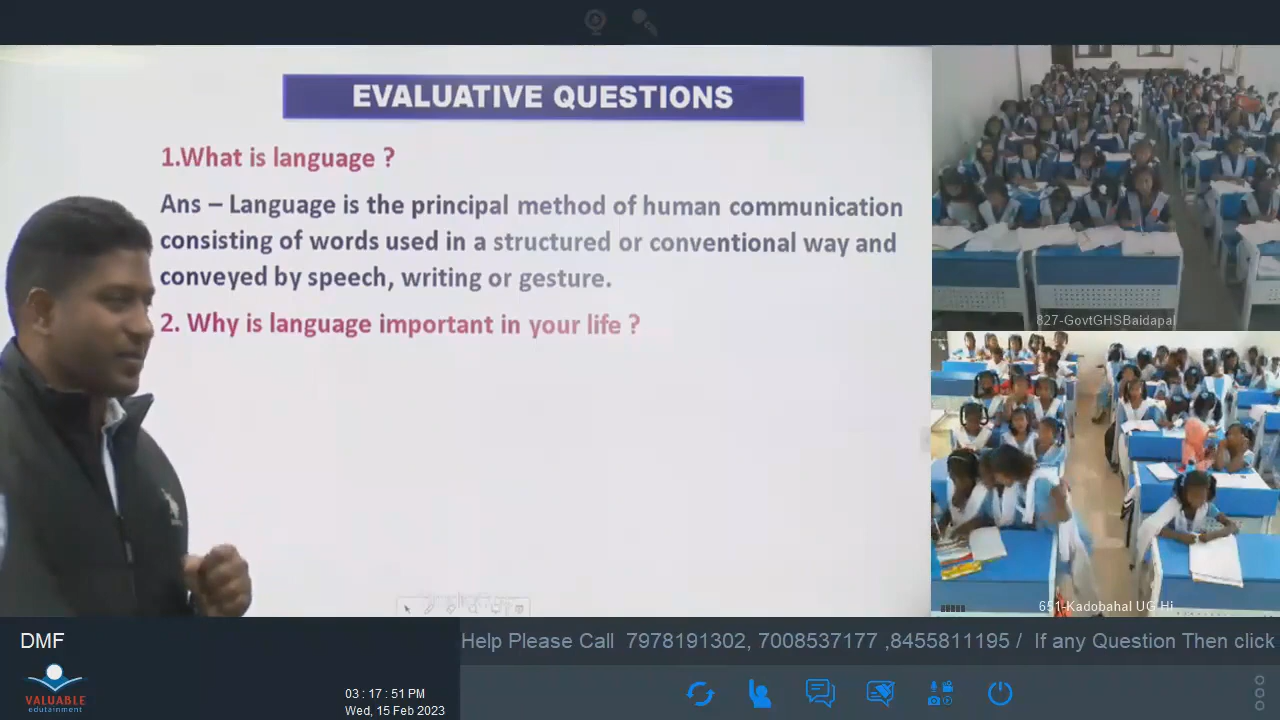 EVALUATIVE QUESTIONS
1.What is language ?
Ans – Language is the principal method of human communication
consisting of words used in a structured or conventional way and
conveyed by speech, writing or gesture.
2. Why is language important in your life ?
827-GovtGHSBaidapal
651-Kadobahal UG Hi
DMF
Help Please Call 7978191302, 7008537177 ,8455811195 / If any Question Then click
VALUABLE
edutainment
03 : 17 : 51 PM
Wed, 15 Feb 2023